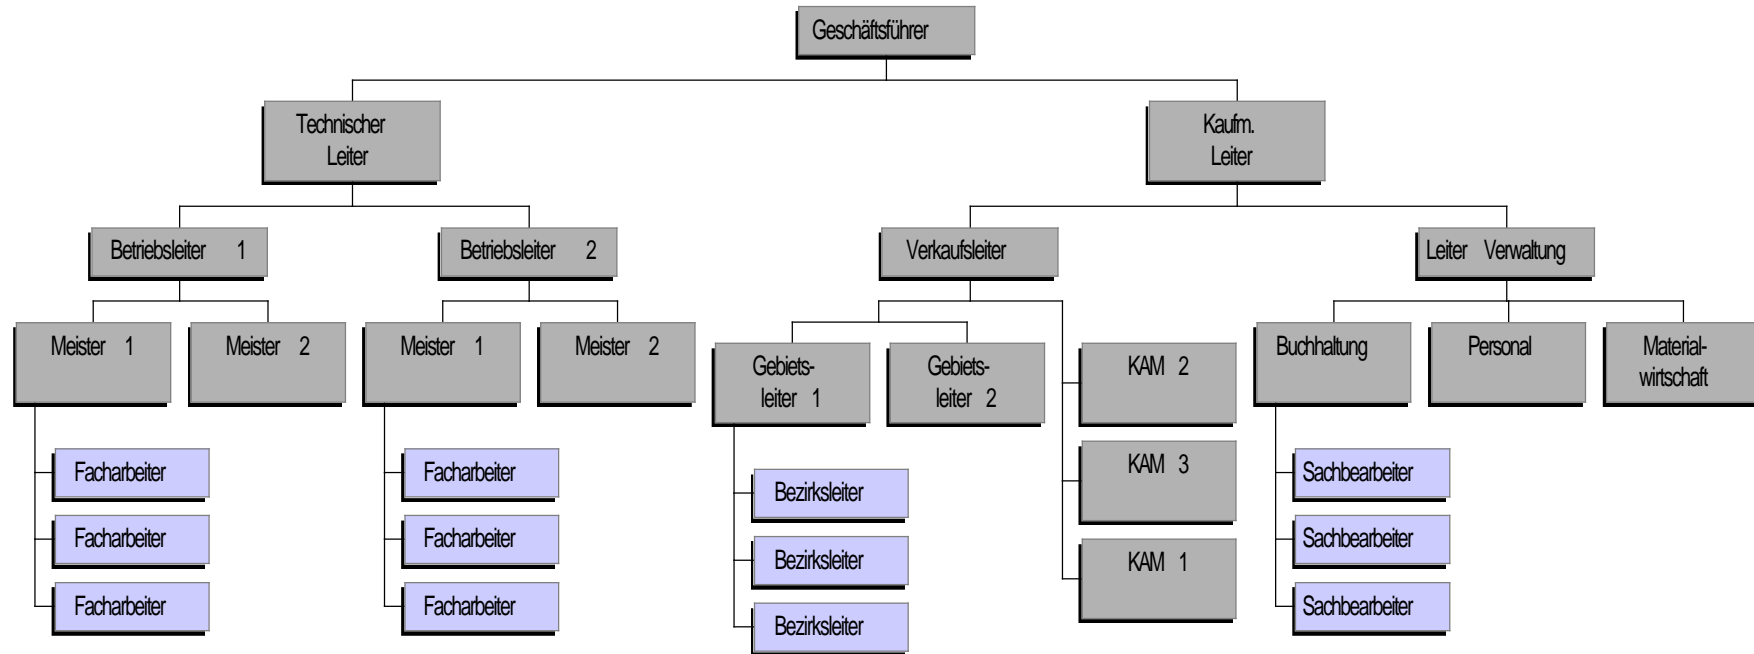 Geschäftsführer
Technischer
Leiter
Kaufm.
Leiter
Betriebsleiter 1
Betriebsleiter 2
Verkaufsleiter
Leiter Verwaltung
Meister 1
Meister 2
Meister 1
Meister 2
Gebiets-
leiter 1
Gebiets-
leiter 2
KAM 2
KAM 3
KAM 1
Buchhaltung
Personal
Material-
wirtschaft
Facharbeiter
Facharbeiter
Facharbeiter
Facharbeiter
Facharbeiter
Facharbeiter
Bezirksleiter
Bezirksleiter
Bezirksleiter
Sachbearbeiter
Sachbearbeiter
Sachbearbeiter